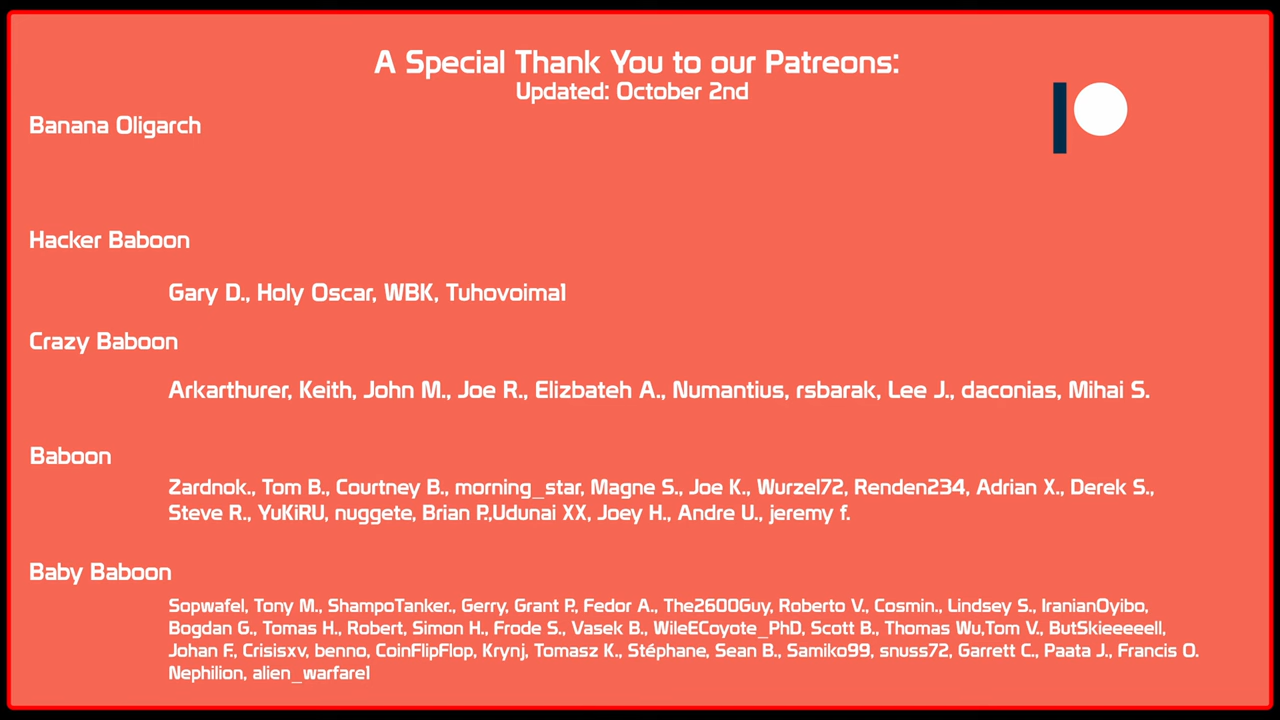 A Special Thank You to our Patreons:
Updated: October 2nd
Banana Oligarch
Hacker Baboon
Gary D., Holy Oscar, WBK, Tuhovoima1
Crazy Baboon
Arkarthurer, Keith, John M., Joe R., Elizbateh A., Numantius, rsbarak, Lee J., daconias, Mihai S.
Baboon
Zardnok., Tom B., Courtney B., morning_star, Magne S., Joe K., Wurzel72, Renden234, Adrian X., Derek S.,
Steve R., YuKiRU, nuggete, Brian P.,Udunai XX, Joey H., Andre U., jeremy f.
Baby Baboon
Sopwafel, Tony M., ShampoTanker., Gerry, Grant P., Fedor A., The2600Guy, Roberto V., Cosmin., Lindsey S., IranianOyibo,
Bogdan G., Tomas H., Robert, Simon H., Frode S., Vasek B., WileECoyote_PhD, Scott B., Thomas Wu,Tom V., ButSkieeeeell,
Johan F., Crisisxv, benno, CoinFlipFlop, Krynj, Tomasz K., Stéphane, Sean B., Samiko99, snuss72, Garrett C., Paata J., Francis O.
Nephilion, alien_warfare1